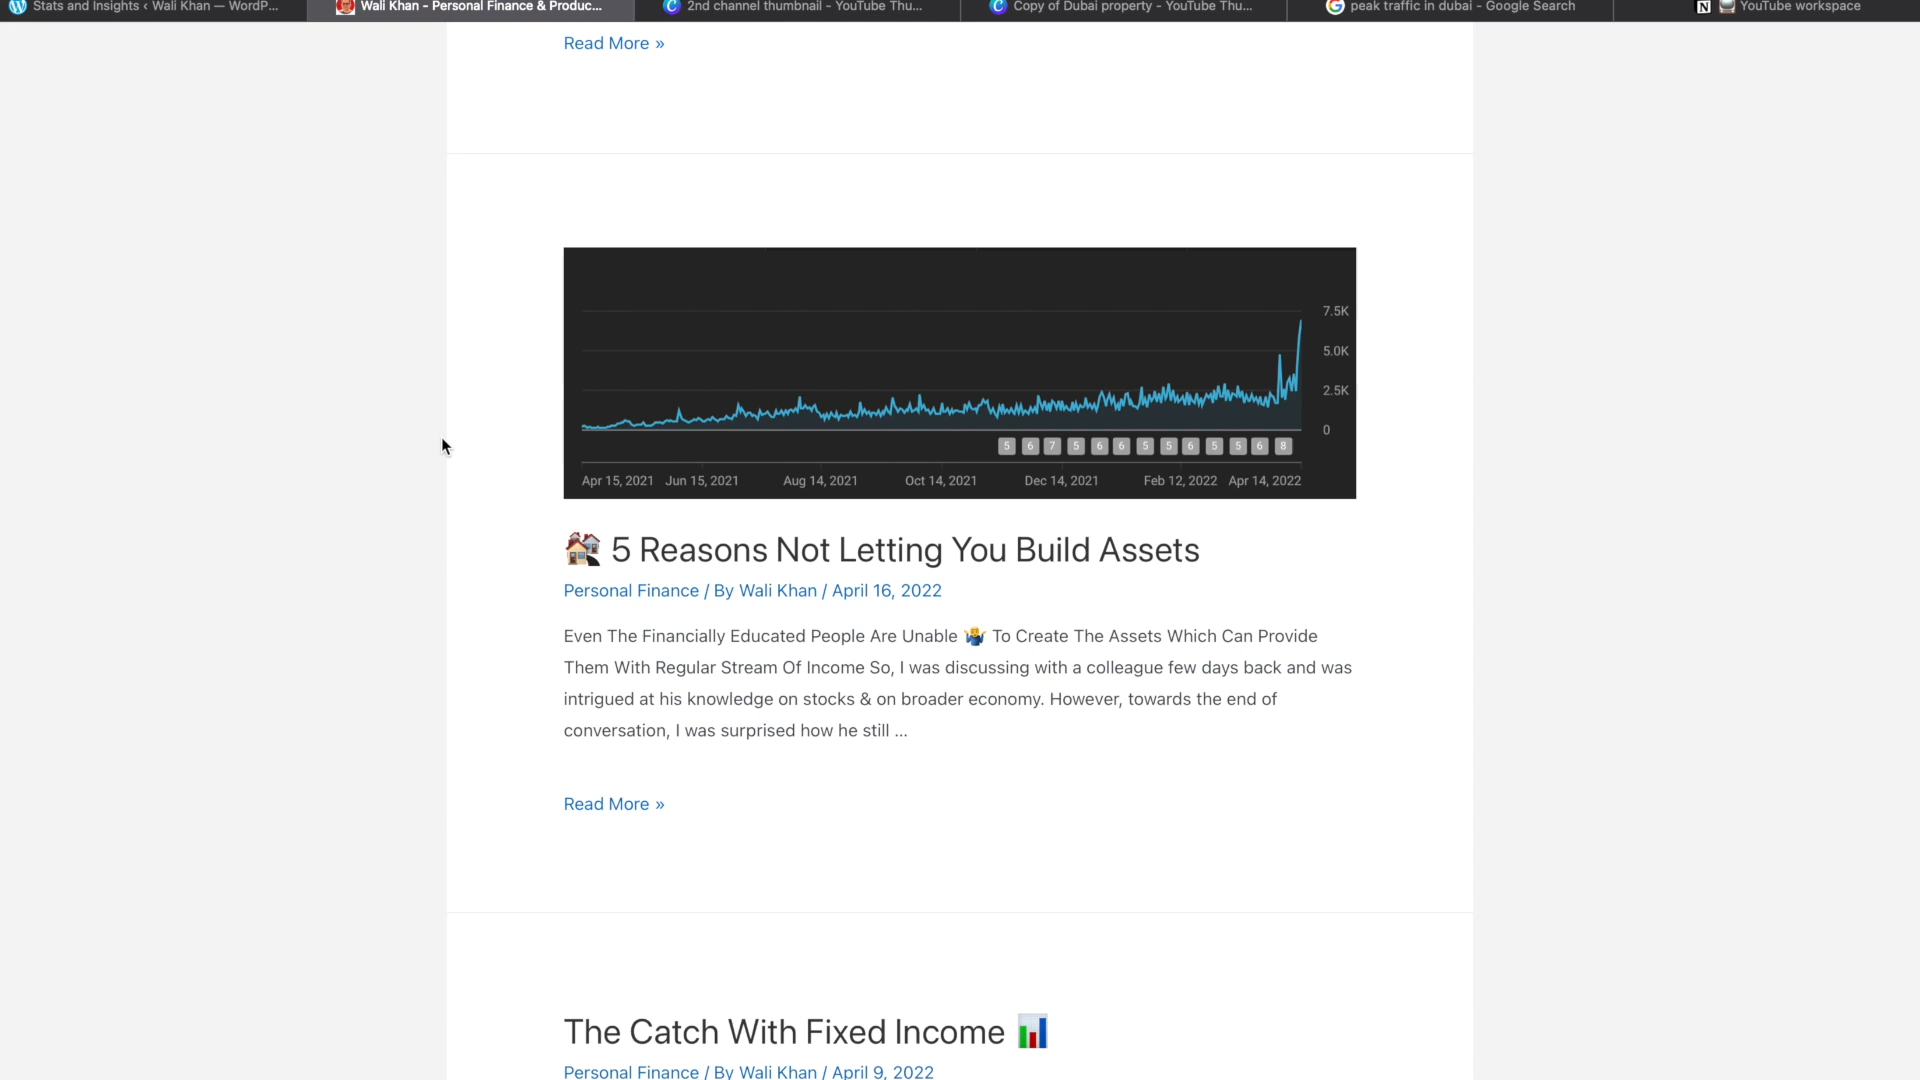 Stats and Insights ‹ Wali Khan — WordP...
Wali Khan - Personal Finance & Produc...
2nd channel thumbnail - YouTube Thu...
Copy of Dubai property - YouTube Thu...
peak traffic in dubai - Google Search
YouTube workspace
Read More »
7.5K
5.0K
2.5K
0
5 6 7 5 6 6 5 5 6 5 5 6 8
Apr 15, 2021 Jun 15, 2021 Aug 14, 2021 Oct 14, 2021 Dec 14, 2021 Feb 12, 2022 Apr 14, 2022
🏘️ 5 Reasons Not Letting You Build Assets
Personal Finance / By Wali Khan / April 16, 2022
Even The Financially Educated People Are Unable 🤷‍♂️ To Create The Assets Which Can Provide
Them With Regular Stream Of Income So, I was discussing with a colleague few days back and was
intrigued at his knowledge on stocks & on broader economy. However, towards the end of
conversation, I was surprised how he still ...
Read More »
The Catch With Fixed Income 📊
Personal Finance / By Wali Khan / April 9, 2022